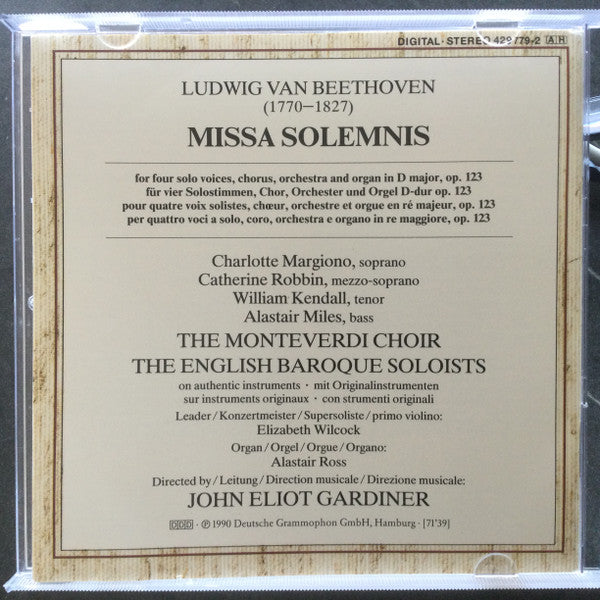 DIGITAL · STEREO 429 779-2 AH
LUDWIG VAN BEETHOVEN
(1770–1827)
MISSA SOLEMNIS
for four solo voices, chorus, orchestra and organ in D major, op. 123
für vier Solostimmen, Chor, Orchester und Orgel D-dur op. 123
pour quatre voix solistes, chœur, orchestre et orgue en ré majeur, op. 123
per quattro voci a solo, coro, orchestra e organo in re maggiore, op. 123
Charlotte Margiono, soprano
Catherine Robbin, mezzo-soprano
William Kendall, tenor
Alastair Miles, bass
THE MONTEVERDI CHOIR
THE ENGLISH BAROQUE SOLOISTS
on authentic instruments · mit Originalinstrumenten
sur instruments originaux · con strumenti originali
Leader / Konzertmeister / Supersoliste / primo violino:
Elizabeth Wilcock
Organ / Orgel / Orgue / Organo:
Alastair Ross
Directed by / Leitung / Direction musicale / Direzione musicale:
JOHN ELIOT GARDINER
DDD · ℗ 1990 Deutsche Grammophon GmbH, Hamburg · [71'39]